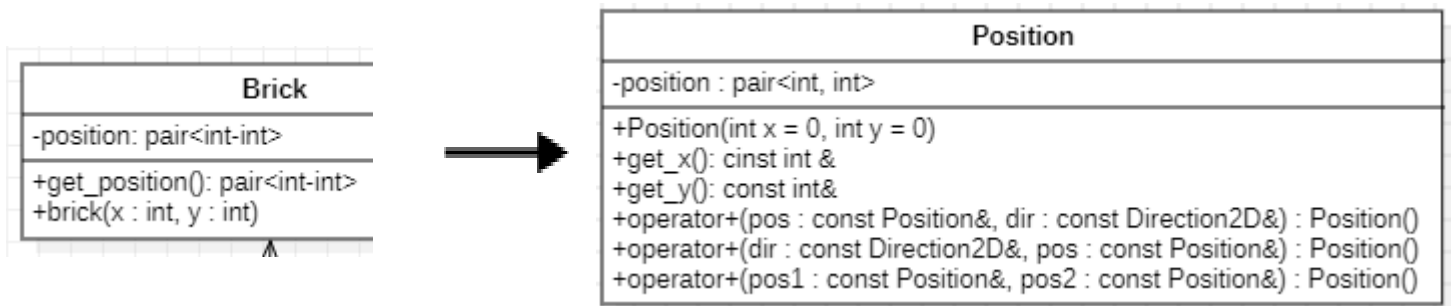 Brick
-position: pair<int-int>
+get_position(): pair<int-int>
+brick(x : int, y : int)
Position
-position : pair<int, int>
+Position(int x = 0, int y = 0)
+get_x(): cinst int &
+get_y(): const int&
+operator+(pos : const Position&, dir : const Direction2D&) : Position()
+operator+(dir : const Direction2D&, pos : const Position&) : Position()
+operator+(pos1 : const Position&, pos2 : const Position&) : Position()